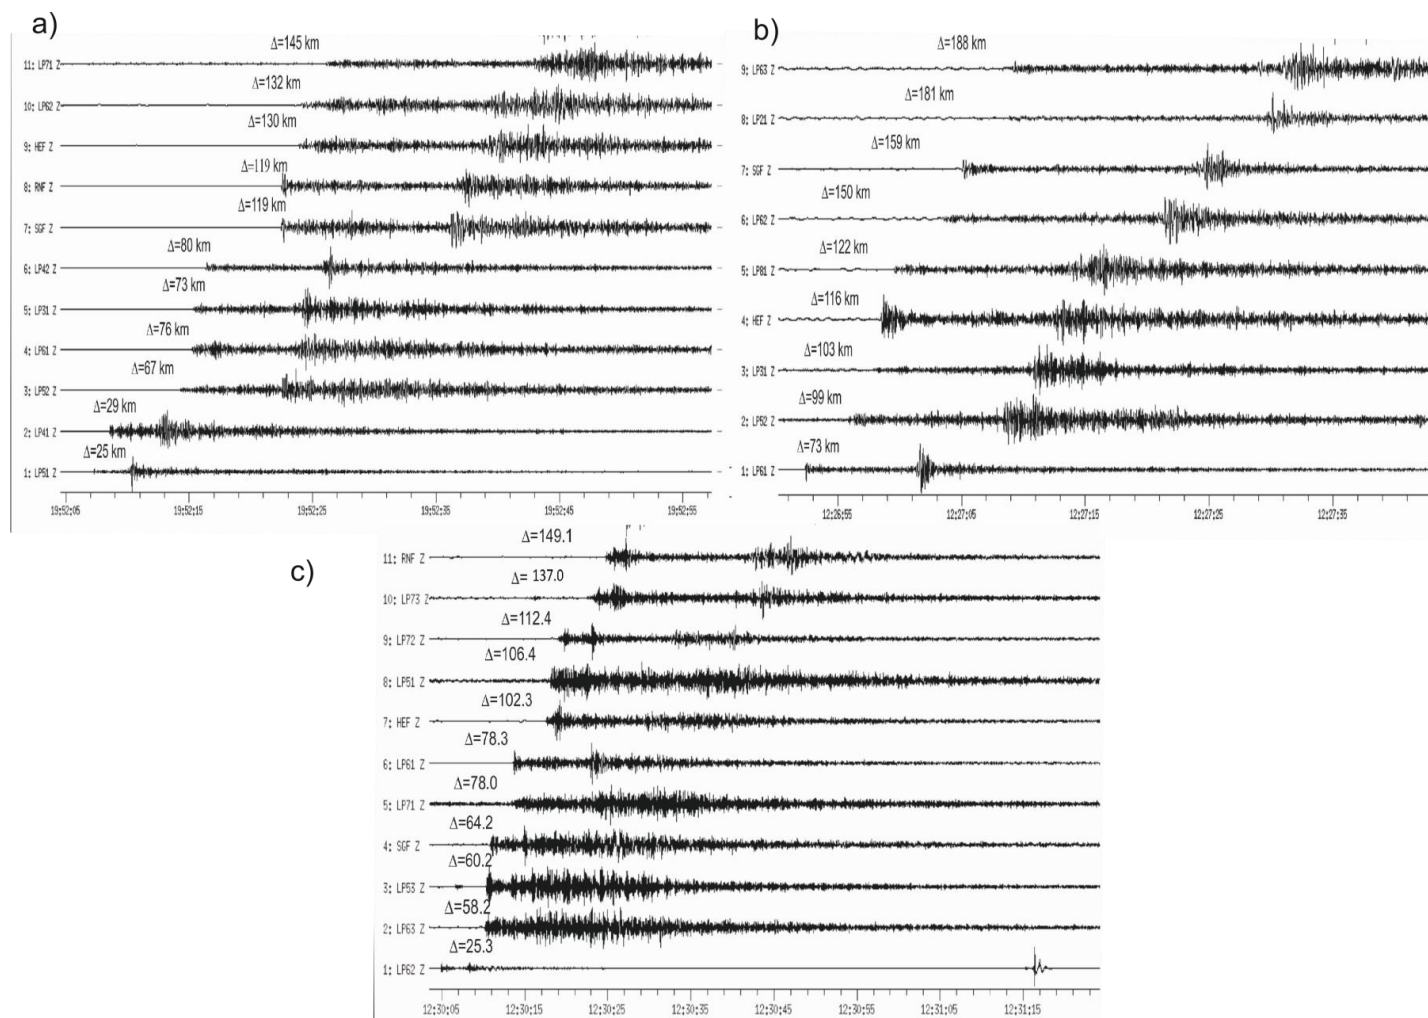 a)
Δ=145 km
11: LP71 Z
Δ=132 km
10: LP62 Z
Δ=130 km
9: HEF Z
Δ=119 km
8: RNF Z
Δ=119 km
7: SGF Z
Δ=80 km
6: LP42 Z
Δ=73 km
5: LP31 Z
Δ=76 km
4: LP61 Z
Δ=67 km
3: LP52 Z
Δ=29 km
2: LP41 Z
Δ=25 km
1: LP51 Z
19:52:05 19:52:15 19:52:25 19:52:35 19:52:45 19:52:55
b)
Δ=188 km
9: LP63 Z
Δ=181 km
8: LP21 Z
Δ=159 km
7: SGF Z
Δ=150 km
6: LP62 Z
Δ=122 km
5: LP81 Z
Δ=116 km
4: HEF Z
Δ=103 km
3: LP31 Z
Δ=99 km
2: LP52 Z
Δ=73 km
1: LP61 Z
12:26:55 12:27:05 12:27:15 12:27:25 12:27:35
c)
Δ=149.1
11: RNF Z
Δ= 137.0
10: LP73 Z
Δ=112.4
9: LP72 Z
Δ=106.4
8: LP51 Z
Δ=102.3
7: HEF Z
Δ=78.3
6: LP61 Z
Δ=78.0
5: LP71 Z
Δ=64.2
4: SGF Z
Δ=60.2
3: LP53 Z
Δ=58.2
2: LP63 Z
Δ=25.3
1: LP62 Z
12:30:05 12:30:15 12:30:25 12:30:35 12:30:45 12:30:55 12:31:05 12:31:15